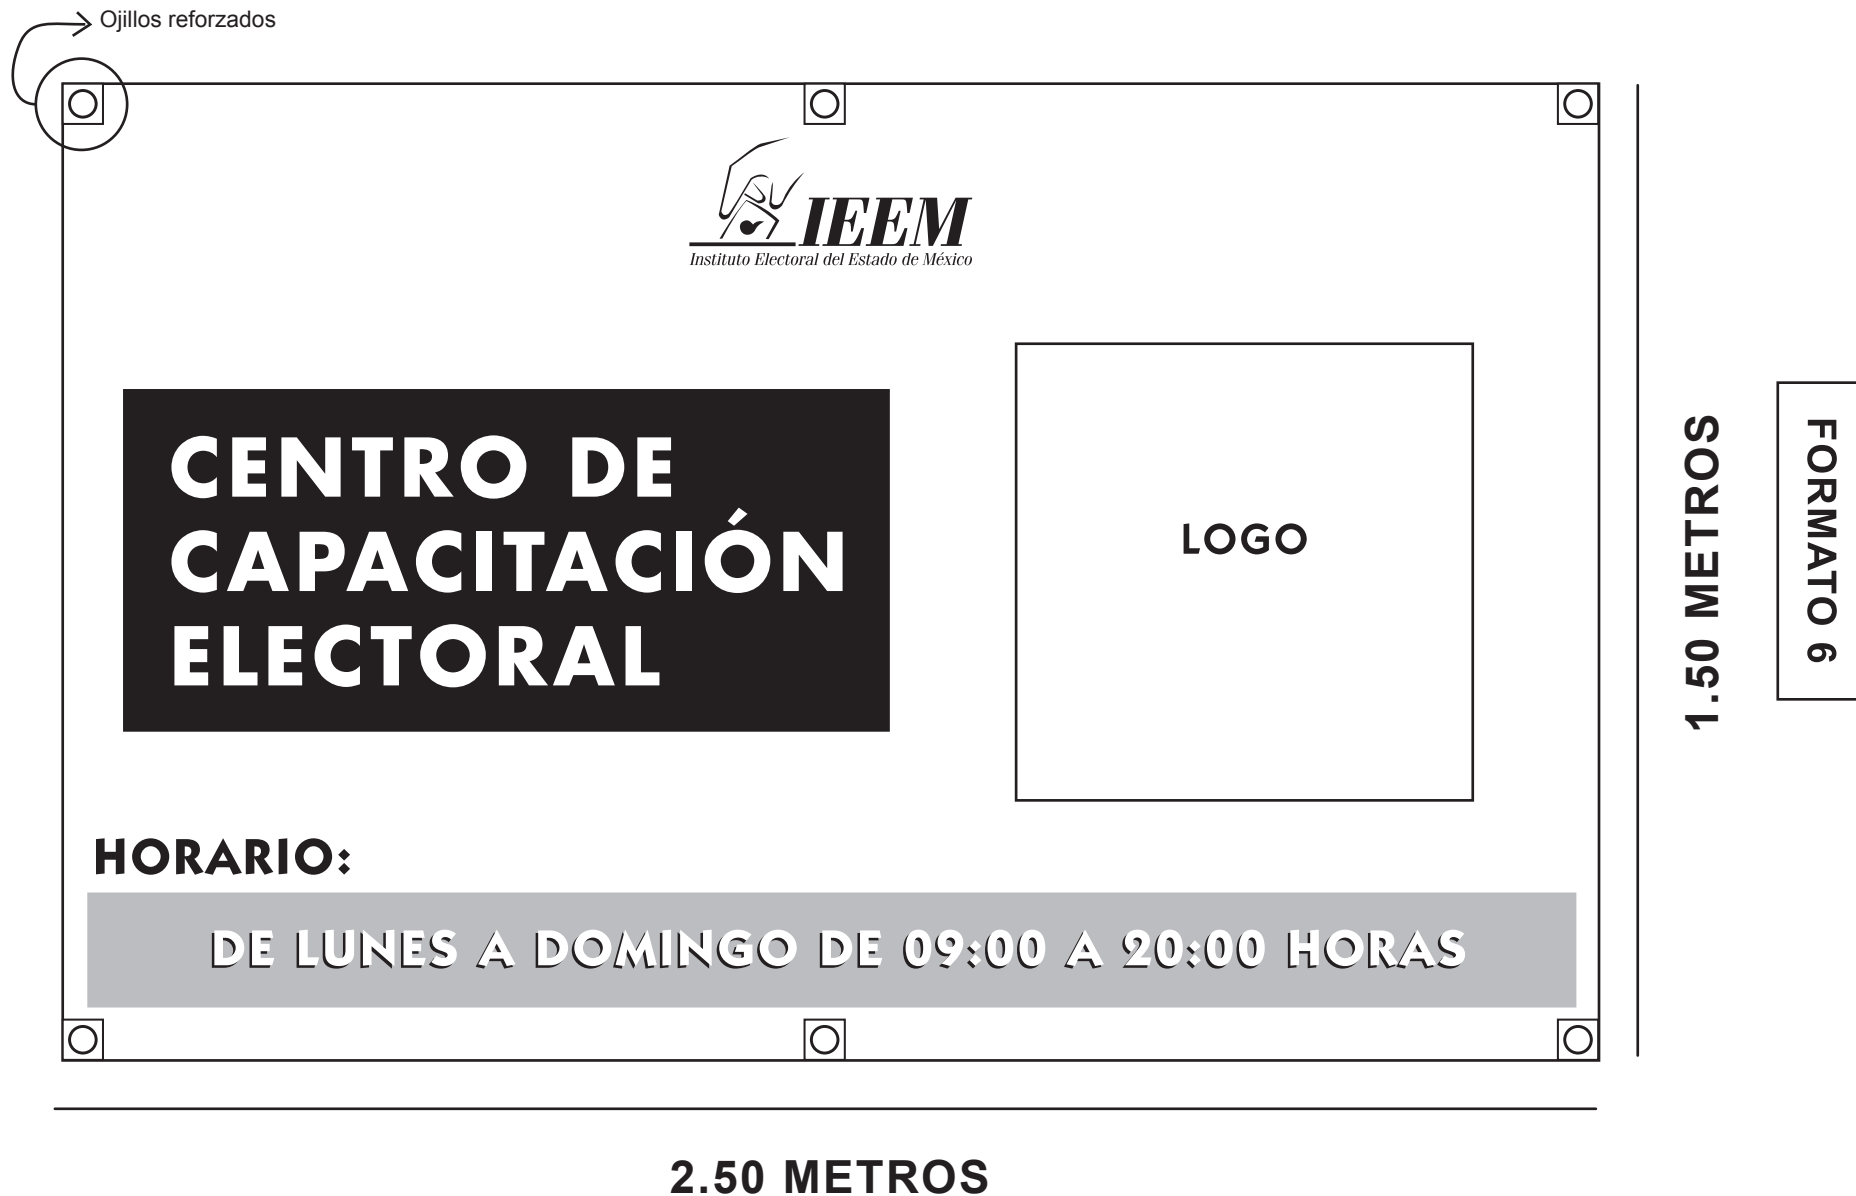 Ojillos reforzados
IEEM
Instituto Electoral del Estado de México
CENTRO DE
CAPACITACIÓN
ELECTORAL
LOGO
HORARIO:
DE LUNES A DOMINGO DE 09:00 A 20:00 HORAS
1.50 METROS
FORMATO 6
2.50 METROS